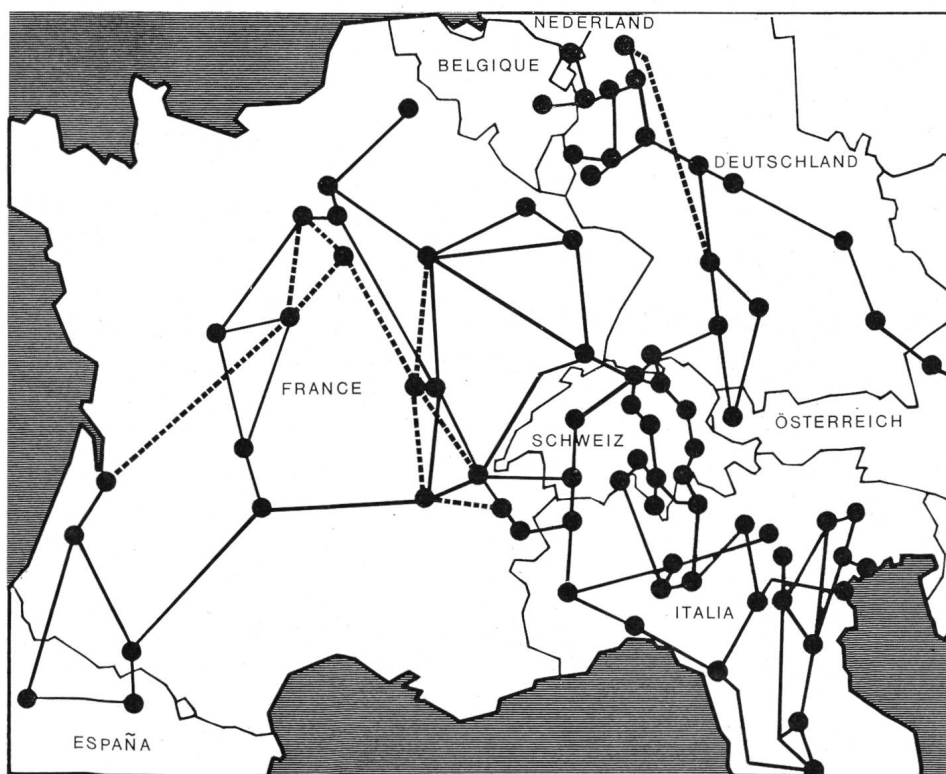 NEDERLAND
BELGIQUE
DEUTSCHLAND
FRANCE
SCHWEIZ
ÖSTERREICH
ITALIA
ESPAÑA